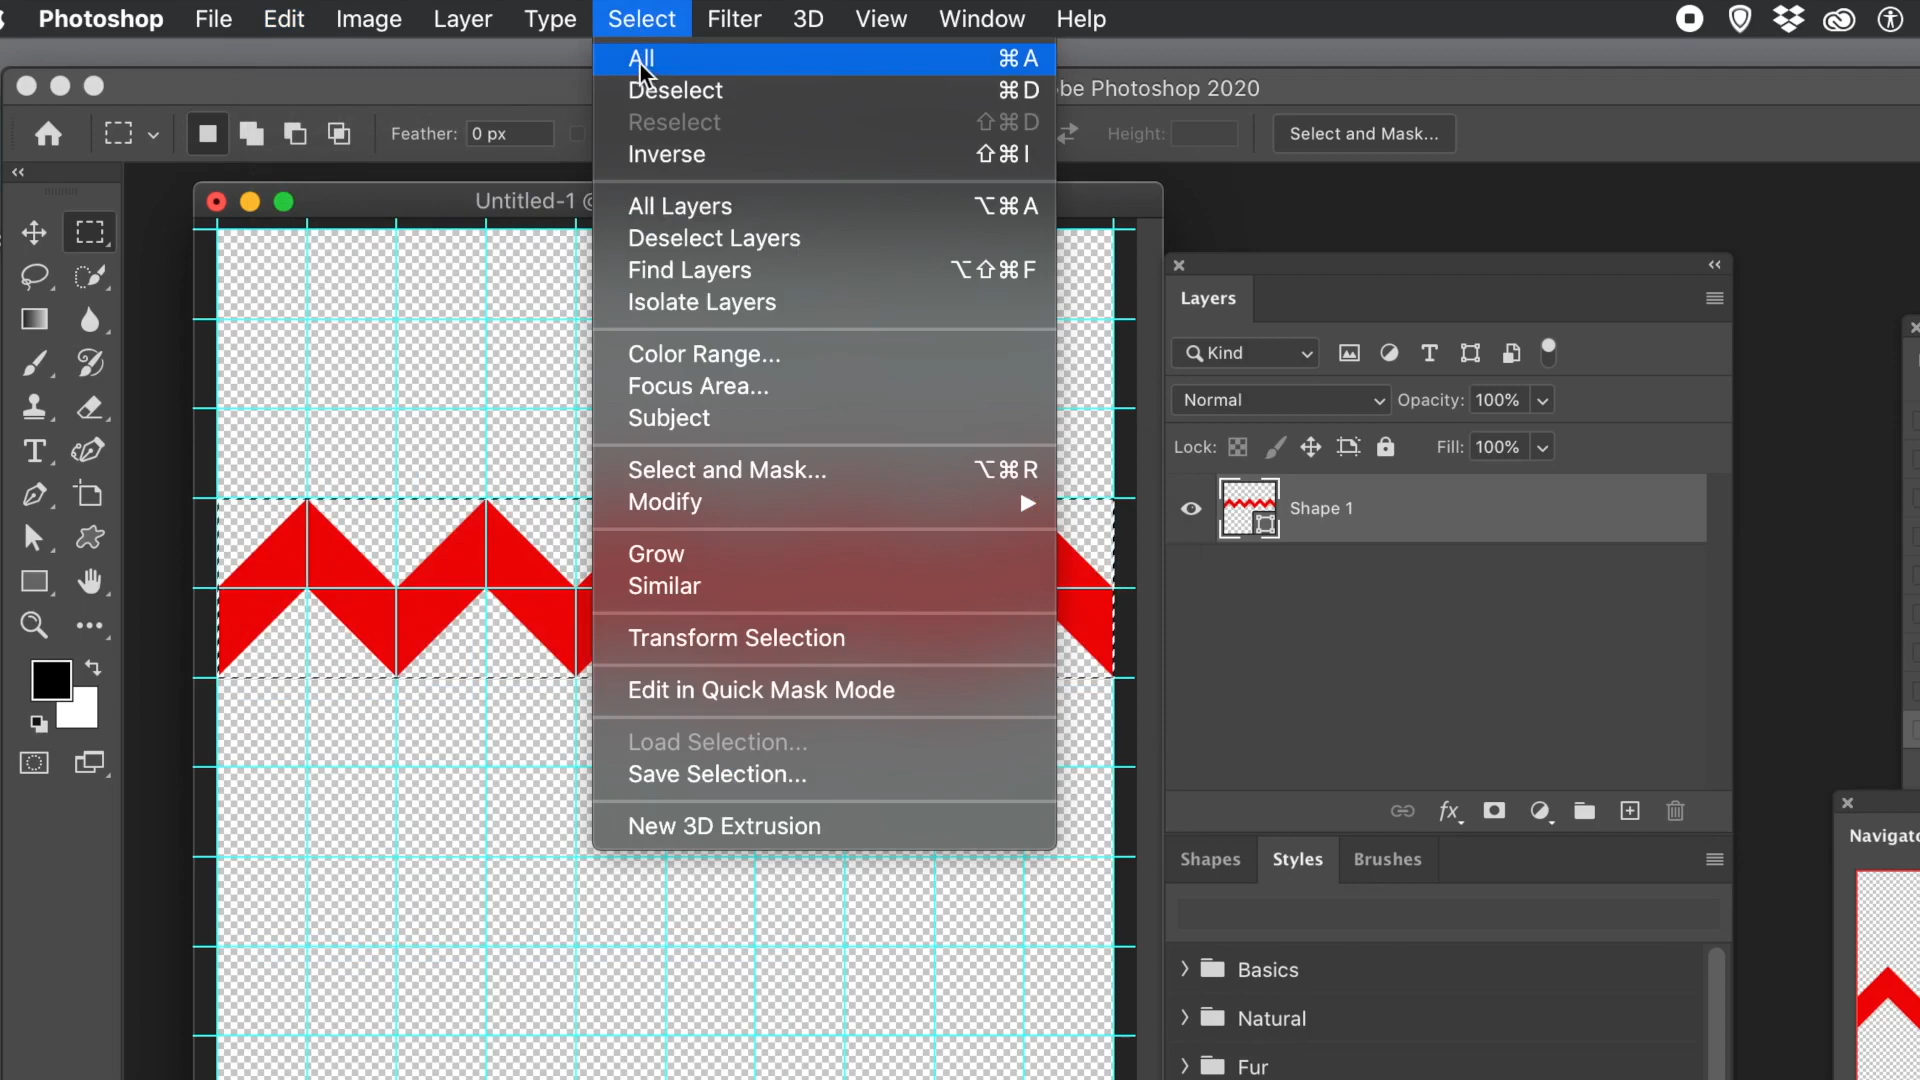 Photoshop File Edit Image Layer Type Select Filter 3D View Window Help
All ⌘A
be Photoshop 2020
Deselect ⌘D
Reselect ⇧⌘D
Inverse ⇧⌘I
Feather: 0 px
Height:
Select and Mask...
Untitled-1 @
All Layers ⌥⌘A
Deselect Layers
Find Layers ⌥⇧⌘F
Isolate Layers
Color Range...
Focus Area...
Subject
Select and Mask... ⌥⌘R
Modify
Grow
Similar
Transform Selection
Edit in Quick Mask Mode
Load Selection...
Save Selection...
New 3D Extrusion
Layers
Kind
Normal Opacity: 100%
Lock: Fill: 100%
Shape 1
Shapes Styles Brushes
Basics
Natural
Fur
Navigato